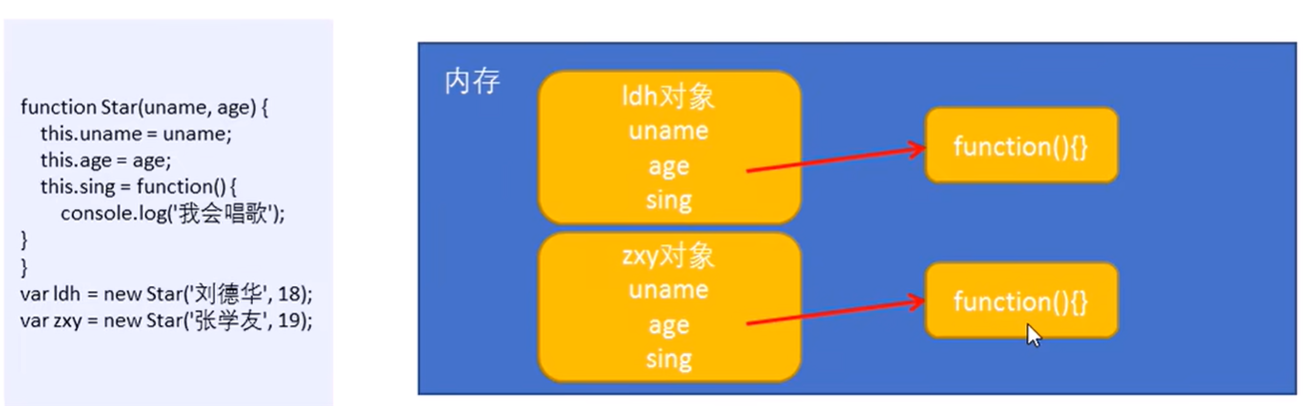 function Star(uname, age) {
this.uname = uname;
this.age = age;
this.sing = function() {
console.log('我会唱歌');
}
}
var ldh = new Star('刘德华', 18);
var zxy = new Star('张学友', 19);
内存
ldh对象
uname
age
sing
function(){}
zxy对象
uname
age
sing
function(){}